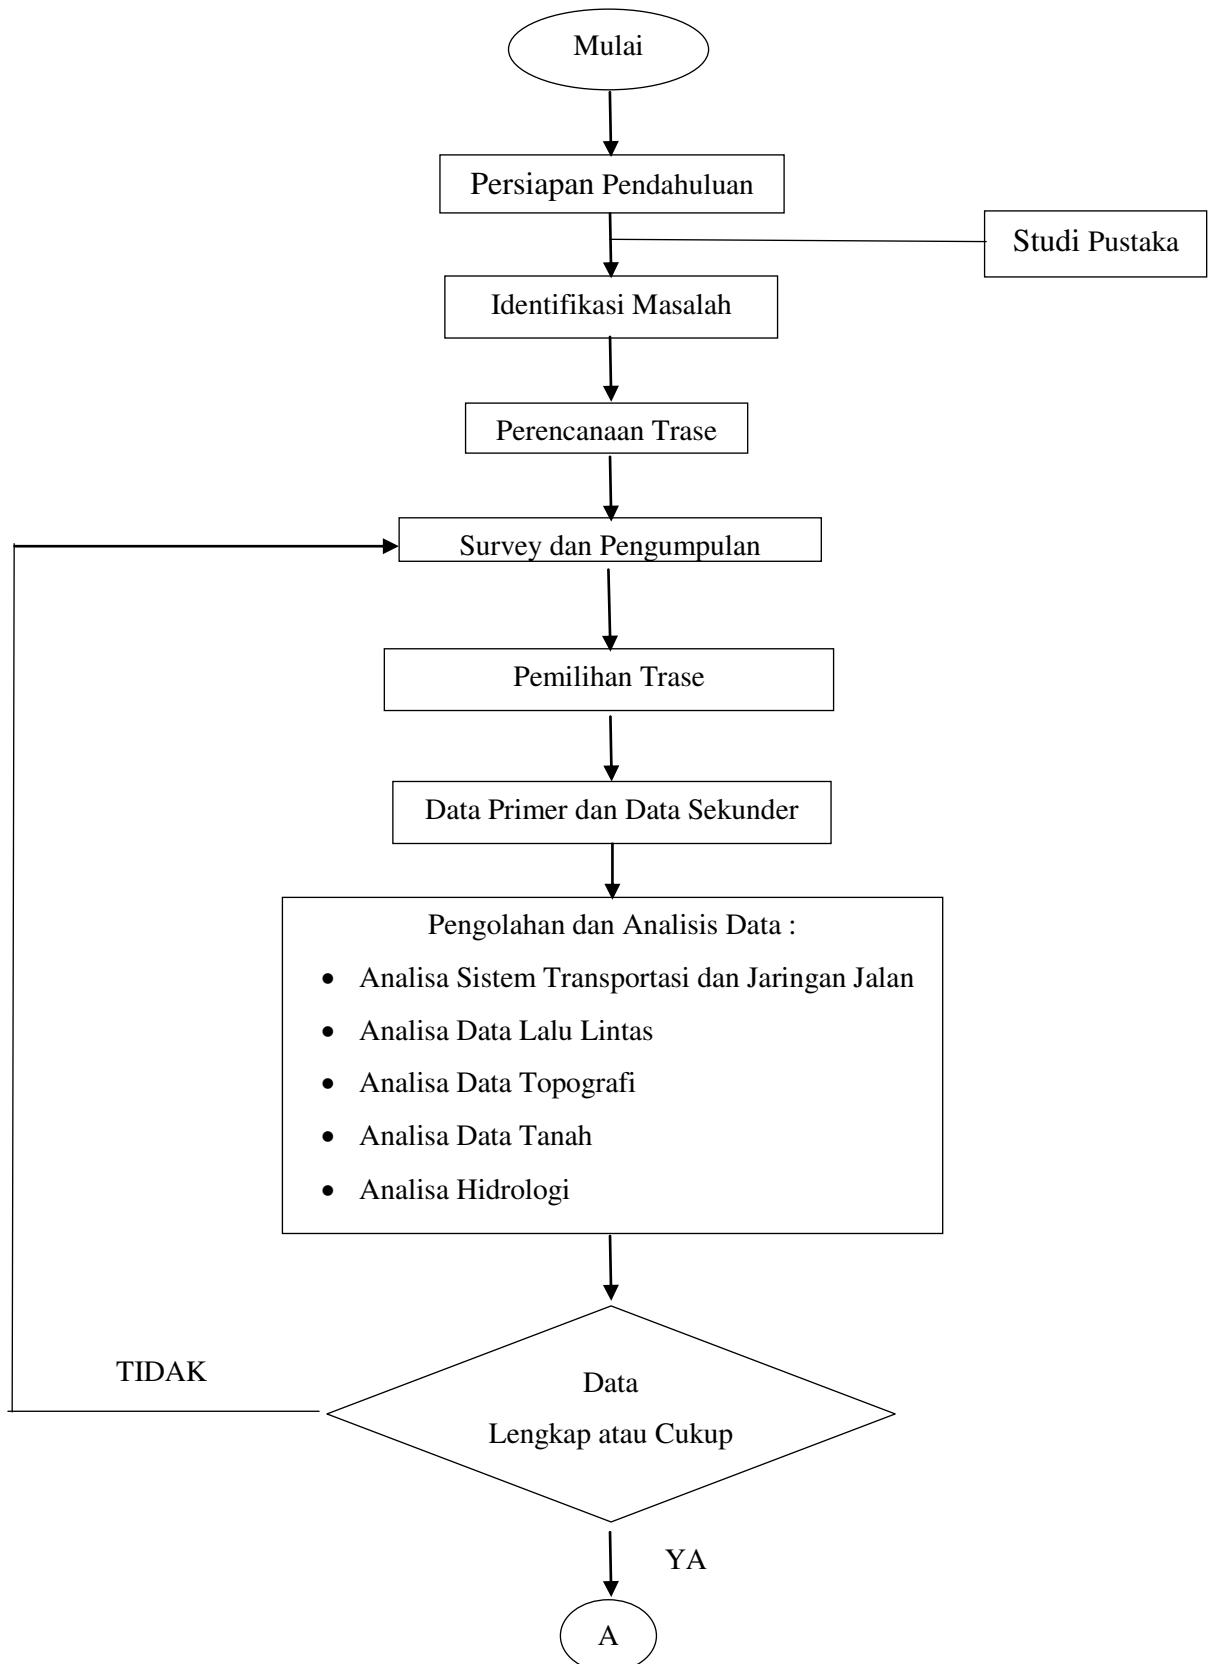 Mulai
Persiapan Pendahuluan
Studi Pustaka
Identifikasi Masalah
Perencanaan Trase
Survey dan Pengumpulan
Pemilihan Trase
Data Primer dan Data Sekunder
Pengolahan dan Analisis Data :
• Analisa Sistem Transportasi dan Jaringan Jalan
• Analisa Data Lalu Lintas
• Analisa Data Topografi
• Analisa Data Tanah
• Analisa Hidrologi
TIDAK
Data
Lengkap atau Cukup
YA
A